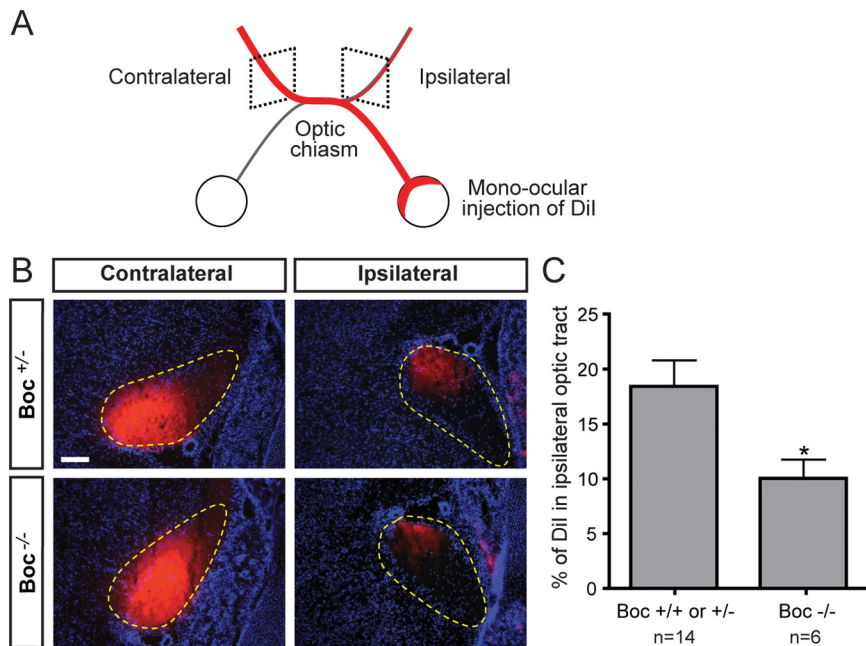 A
Contralateral
Ipsilateral
Optic
chiasm
Mono-ocular
injection of DiI
B
Contralateral
Ipsilateral
Boc +/-
Boc -/-
C
% of DiI in ipsilateral optic tract
25
20
15
10
5
0
*
Boc +/+ or +/-
Boc -/-
n=14
n=6